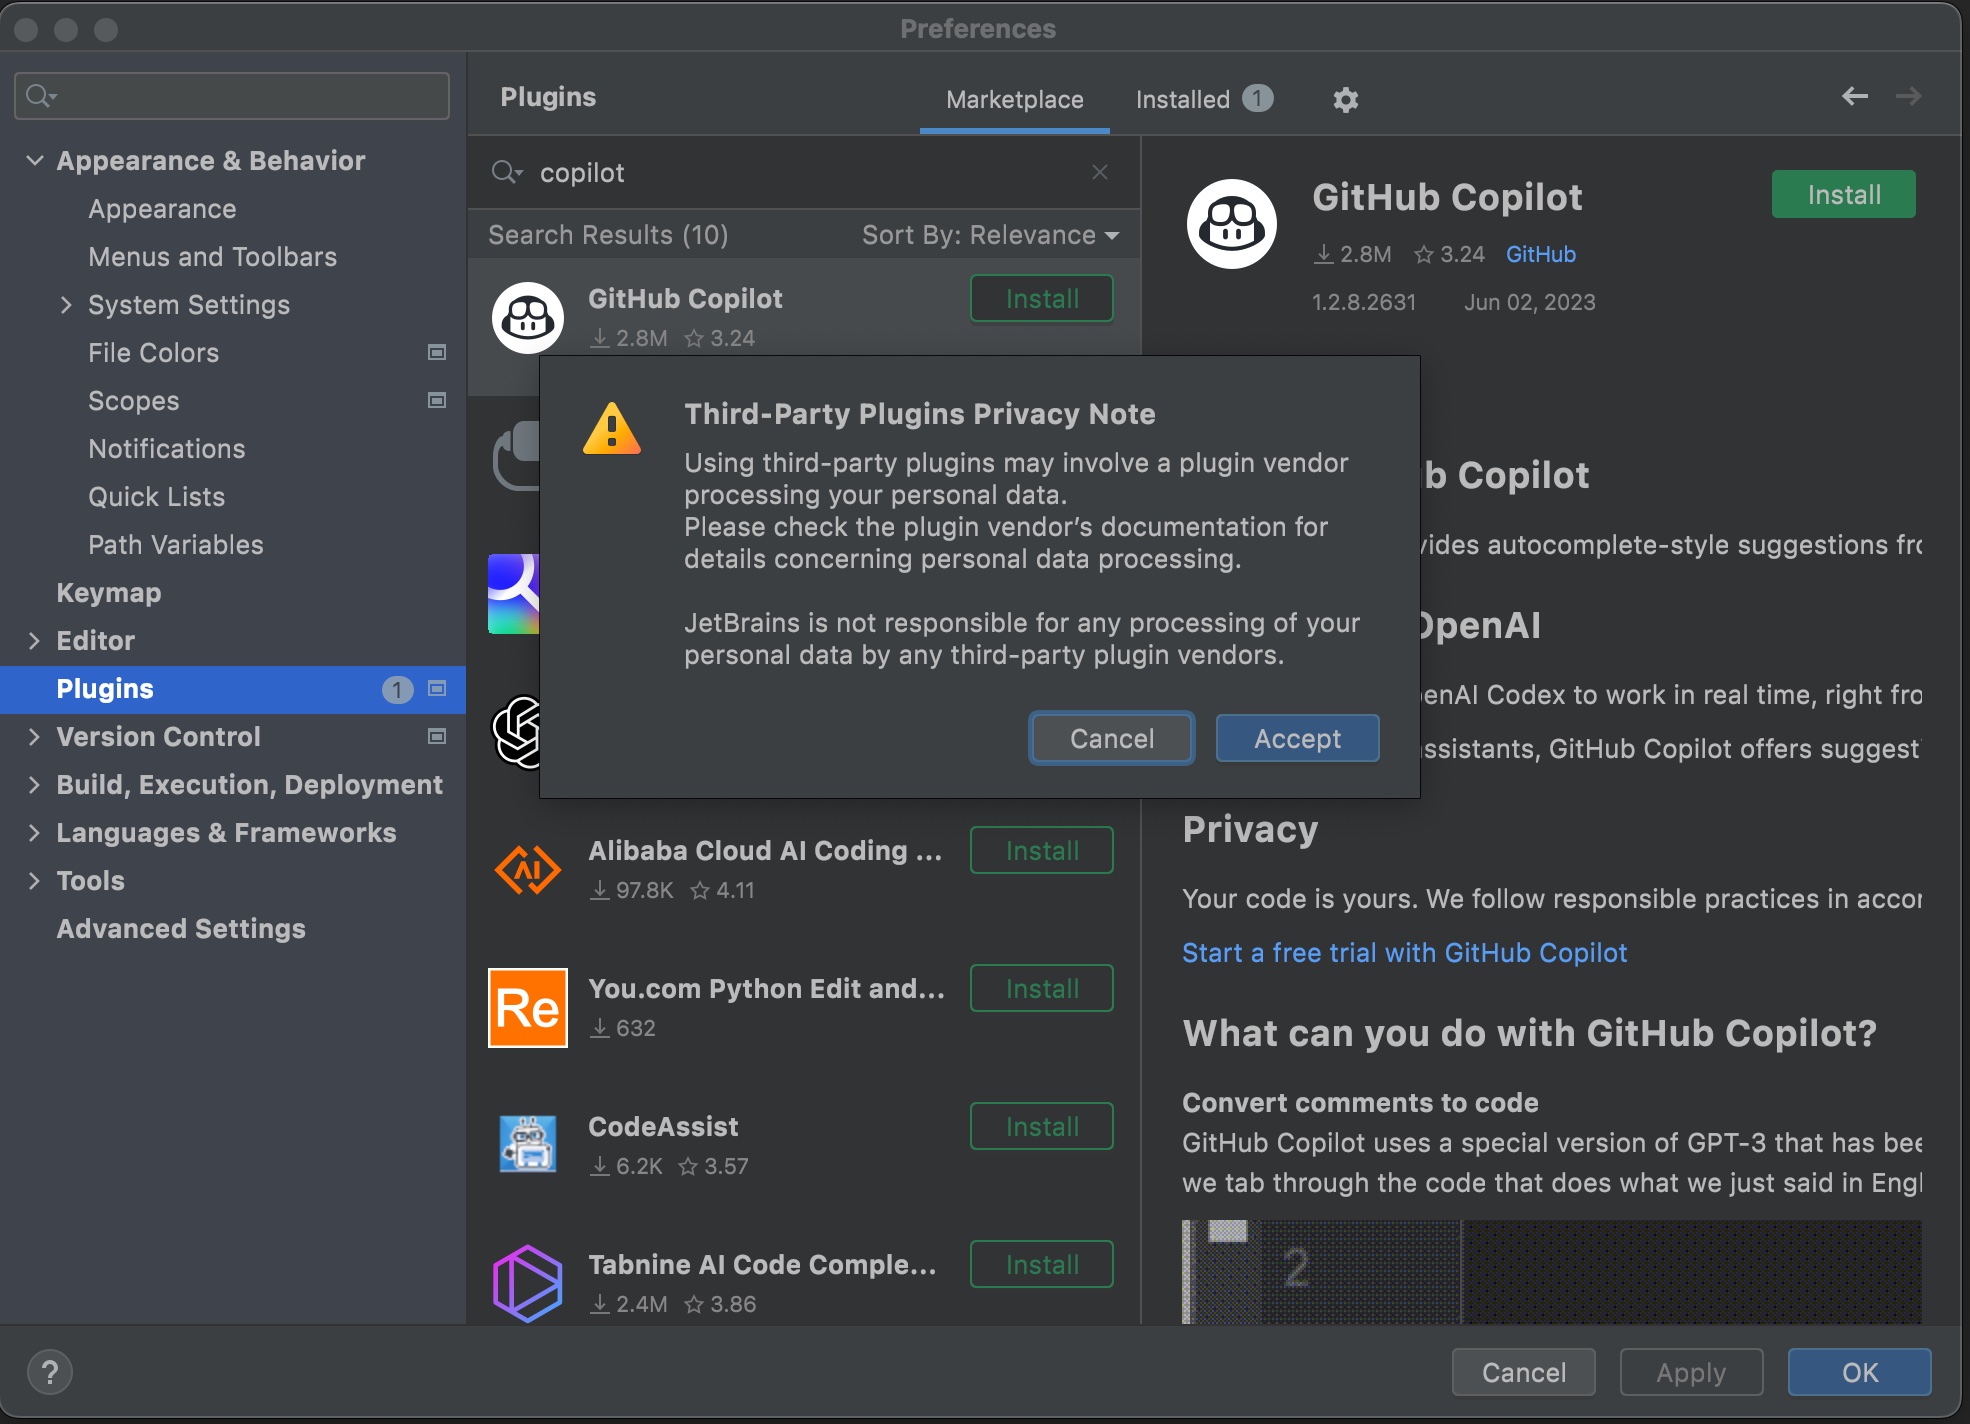 Preferences
Appearance & Behavior
Appearance
Menus and Toolbars
System Settings
File Colors
Scopes
Notifications
Quick Lists
Path Variables
Keymap
Editor
Plugins 1
Version Control
Build, Execution, Deployment
Languages & Frameworks
Tools
Advanced Settings
Plugins
Marketplace
Installed 1
copilot
Search Results (10)
Sort By: Relevance
GitHub Copilot
Install
2.8M 3.24
Third-Party Plugins Privacy Note
Using third-party plugins may involve a plugin vendor
processing your personal data.
Please check the plugin vendor's documentation for
details concerning personal data processing.
JetBrains is not responsible for any processing of your
personal data by any third-party plugin vendors.
Cancel
Accept
Alibaba Cloud AI Coding ...
Install
97.8K 4.11
Re
You.com Python Edit and...
Install
632
CodeAssist
Install
6.2K 3.57
Tabnine AI Code Comple...
Install
2.4M 3.86
GitHub Copilot
Install
2.8M 3.24 GitHub
1.2.8.2631 Jun 02, 2023
b Copilot
vides autocomplete-style suggestions fro
OpenAI
enAI Codex to work in real time, right fro
ssistants, GitHub Copilot offers suggest
Privacy
Your code is yours. We follow responsible practices in accor
Start a free trial with GitHub Copilot
What can you do with GitHub Copilot?
Convert comments to code
GitHub Copilot uses a special version of GPT-3 that has bee
we tab through the code that does what we just said in Engl
2
?
Cancel
Apply
OK